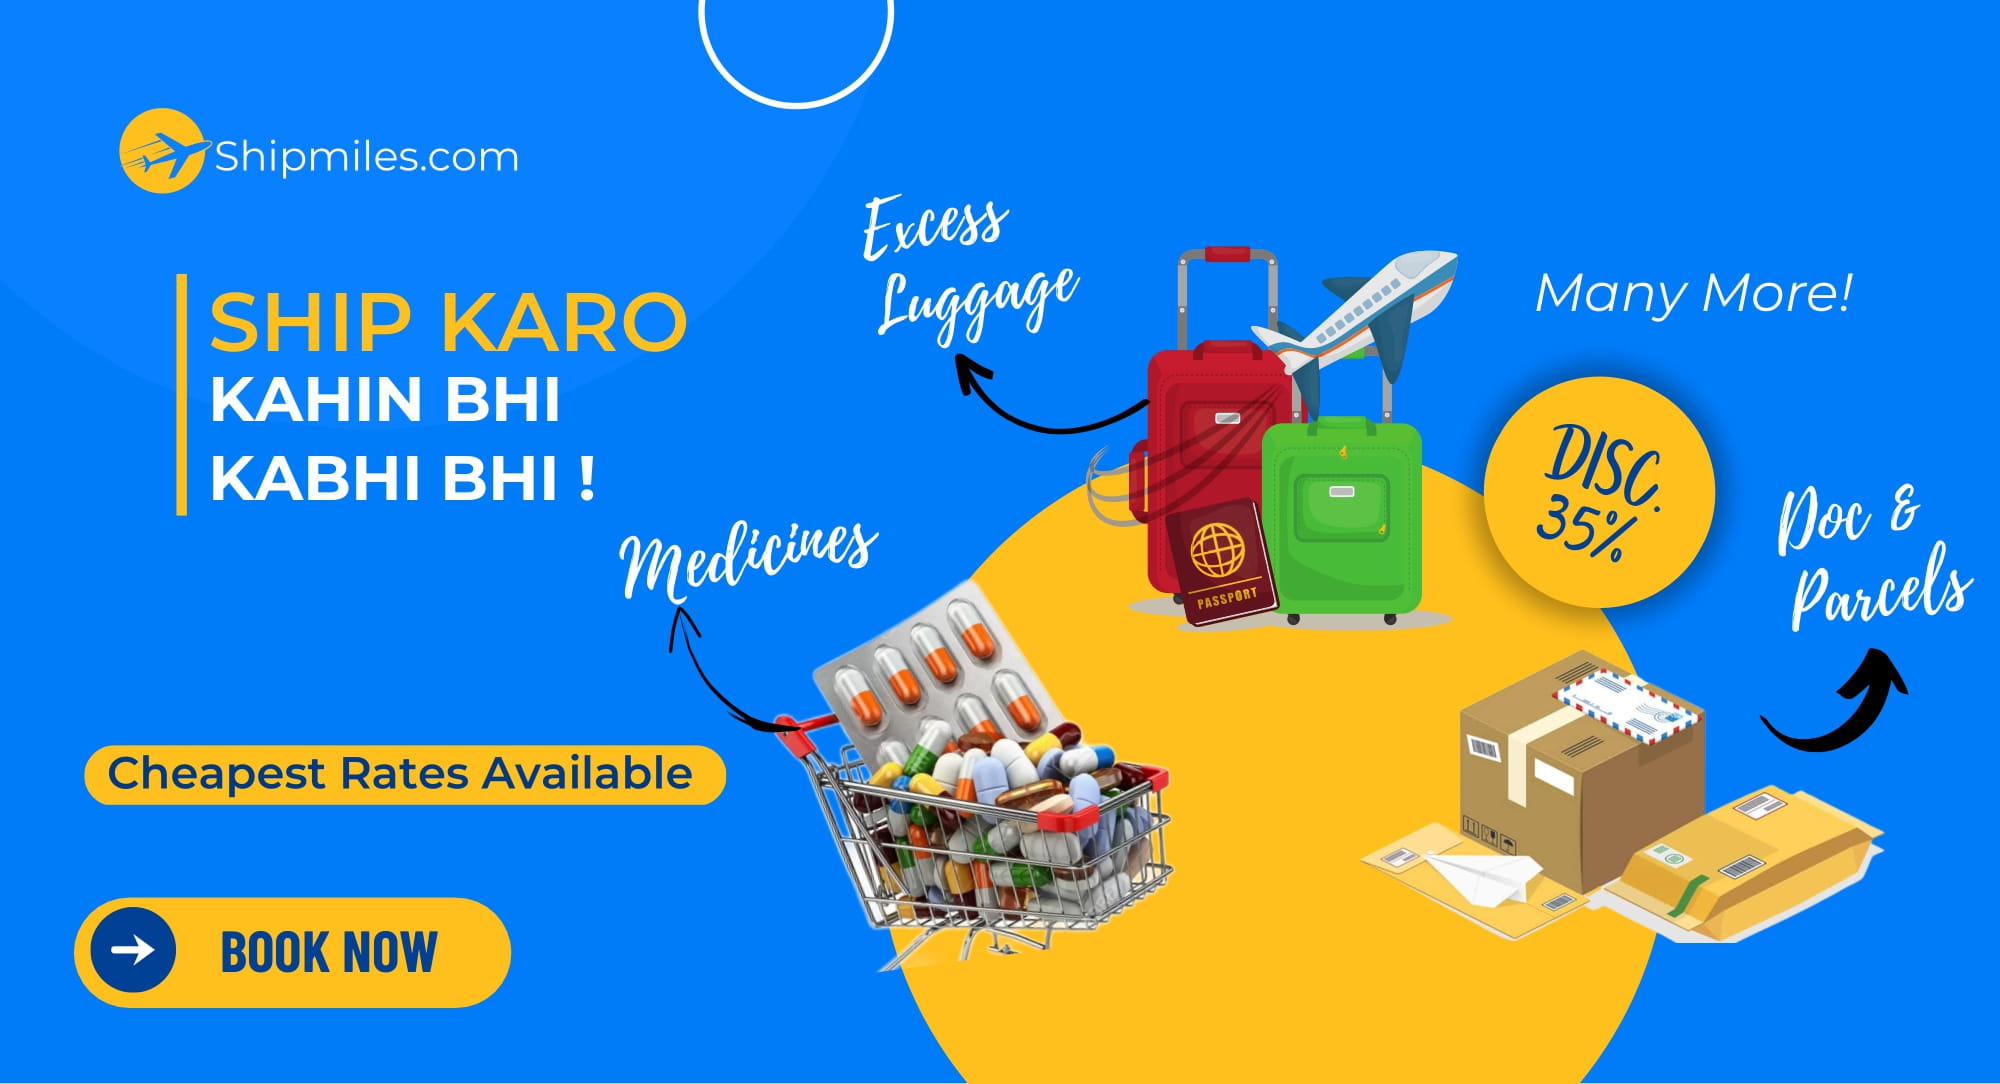 Shipmiles.com
SHIP KARO
KAHIN BHI
KABHI BHI !
Excess
Luggage
Many More!
DISC.
35%
Doc &
Parcels
Medicines
PASSPORT
Cheapest Rates Available
BOOK NOW